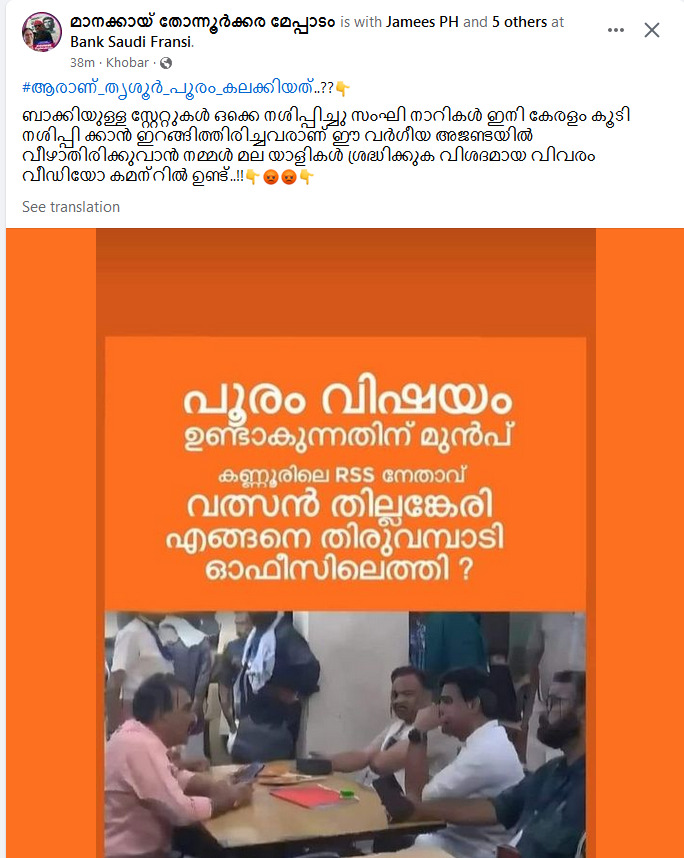 മാനക്കായ് തോന്നൂർക്കര മേപ്പാടം is with Jamees PH and 5 others at
Bank Saudi Fransi.
38m · Khobar ·
#ആരാണ്_തൃശൂർ_പൂരം_കലക്കിയത്..??👇
ബാക്കിയുള്ള സ്റ്റേറ്റുകൾ ഒക്കെ നശിപ്പിച്ചു സംഘി നാറികൾ ഇനി കേരളം കൂടി
നശിപ്പി ക്കാൻ ഇറങ്ങിത്തിരിച്ചവരാണ് ഈ വർഗീയ അജണ്ടയിൽ
വീഴാതിരിക്കുവാൻ നമ്മൾ മല യാളികൾ ശ്രദ്ധിക്കുക വിശദമായ വിവരം
വീഡിയോ കമന്റിൽ ഉണ്ട്..!!👇😡😡👇
See translation
പൂരം വിഷയം
ഉണ്ടാകുന്നതിന് മുൻപ്
കണ്ണൂരിലെ RSS നേതാവ്
വത്സൻ തില്ലങ്കേരി
എങ്ങനെ തിരുവമ്പാടി
ഓഫീസിലെത്തി ?